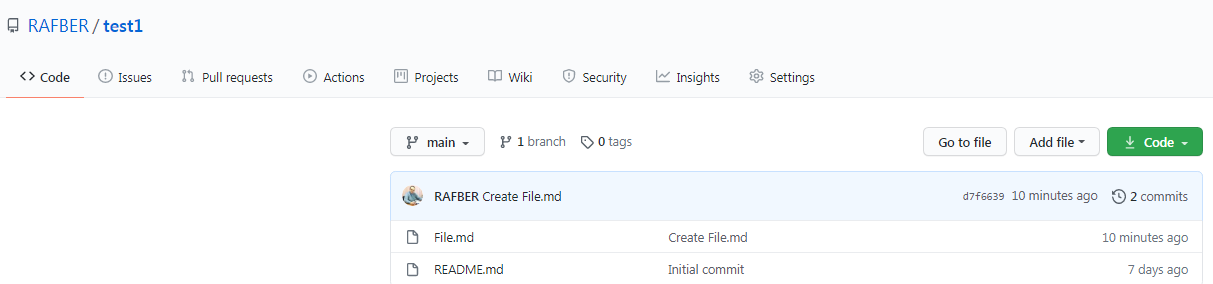 RAFBER / test1
Code Issues Pull requests Actions Projects Wiki Security Insights Settings
main 1 branch 0 tags Go to file Add file Code
RAFBER Create File.md d7f6639 10 minutes ago 2 commits
File.md Create File.md 10 minutes ago
README.md Initial commit 7 days ago